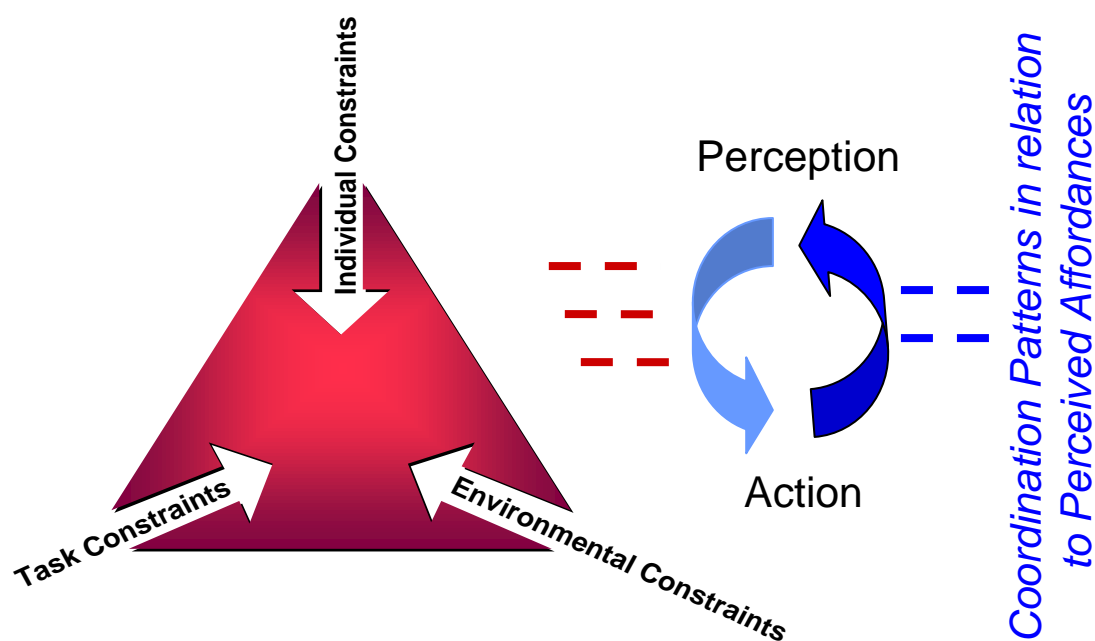 Individual Constraints
Task Constraints
Environmental Constraints
Perception
Action
Coordination Patterns in relation
to Perceived Affordances